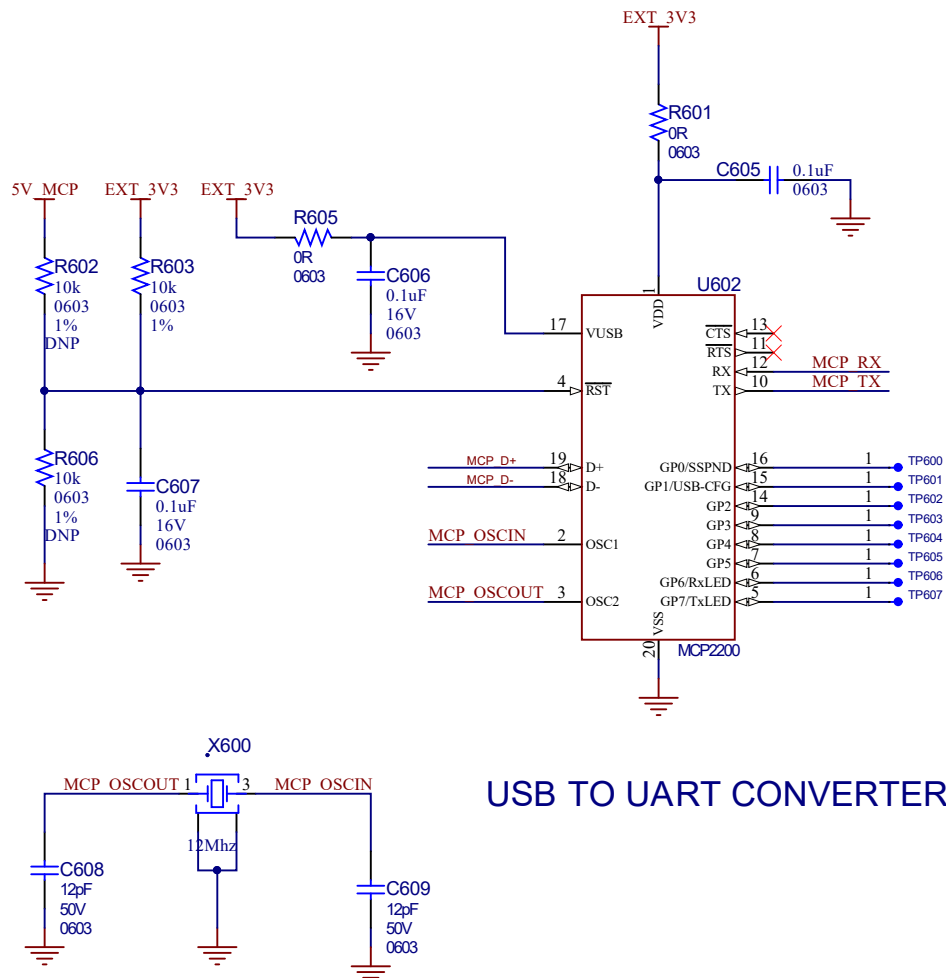 EXT_3V3
R601
0R
0603
C605
0.1uF
0603
5V_MCP
EXT_3V3
EXT_3V3
R602
10k
0603
1%
DNP
R603
10k
0603
1%
R605
0R
0603
C606
0.1uF
16V
0603
R606
10k
0603
1%
DNP
C607
0.1uF
16V
0603
U602
1
VDD
17 VUSB
4 RST
MCP_D+ 19 D+
MCP_D- 18 D-
MCP_OSCIN 2 OSC1
MCP_OSCOUT 3 OSC2
CTS 13
RTS 11
RX 12 MCP_RX
TX 10 MCP_TX
GP0/SSPND 16 1 TP600
GP1/USB-CFG 15 1 TP601
GP2 14 1 TP602
GP3 9 1 TP603
GP4 8 1 TP604
GP5 7 1 TP605
GP6/RxLED 6 1 TP606
GP7/TxLED 5 1 TP607
VSS
20
MCP2200
X600
MCP_OSCOUT 1 3 MCP_OSCIN
12Mhz
C608
12pF
50V
0603
C609
12pF
50V
0603
USB TO UART CONVERTER